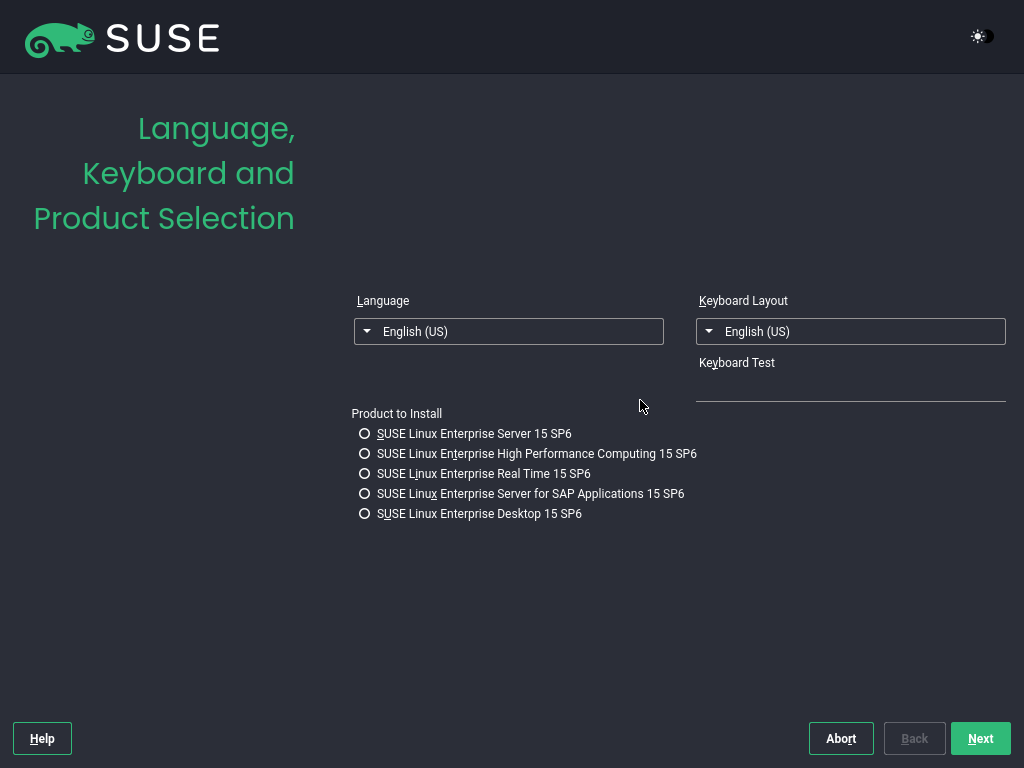 SUSE
Language,
Keyboard and
Product Selection
Language
Keyboard Layout
English (US)
English (US)
Keyboard Test
Product to Install
SUSE Linux Enterprise Server 15 SP6
SUSE Linux Enterprise High Performance Computing 15 SP6
SUSE Linux Enterprise Real Time 15 SP6
SUSE Linux Enterprise Server for SAP Applications 15 SP6
SUSE Linux Enterprise Desktop 15 SP6
Help
Abort
Back
Next